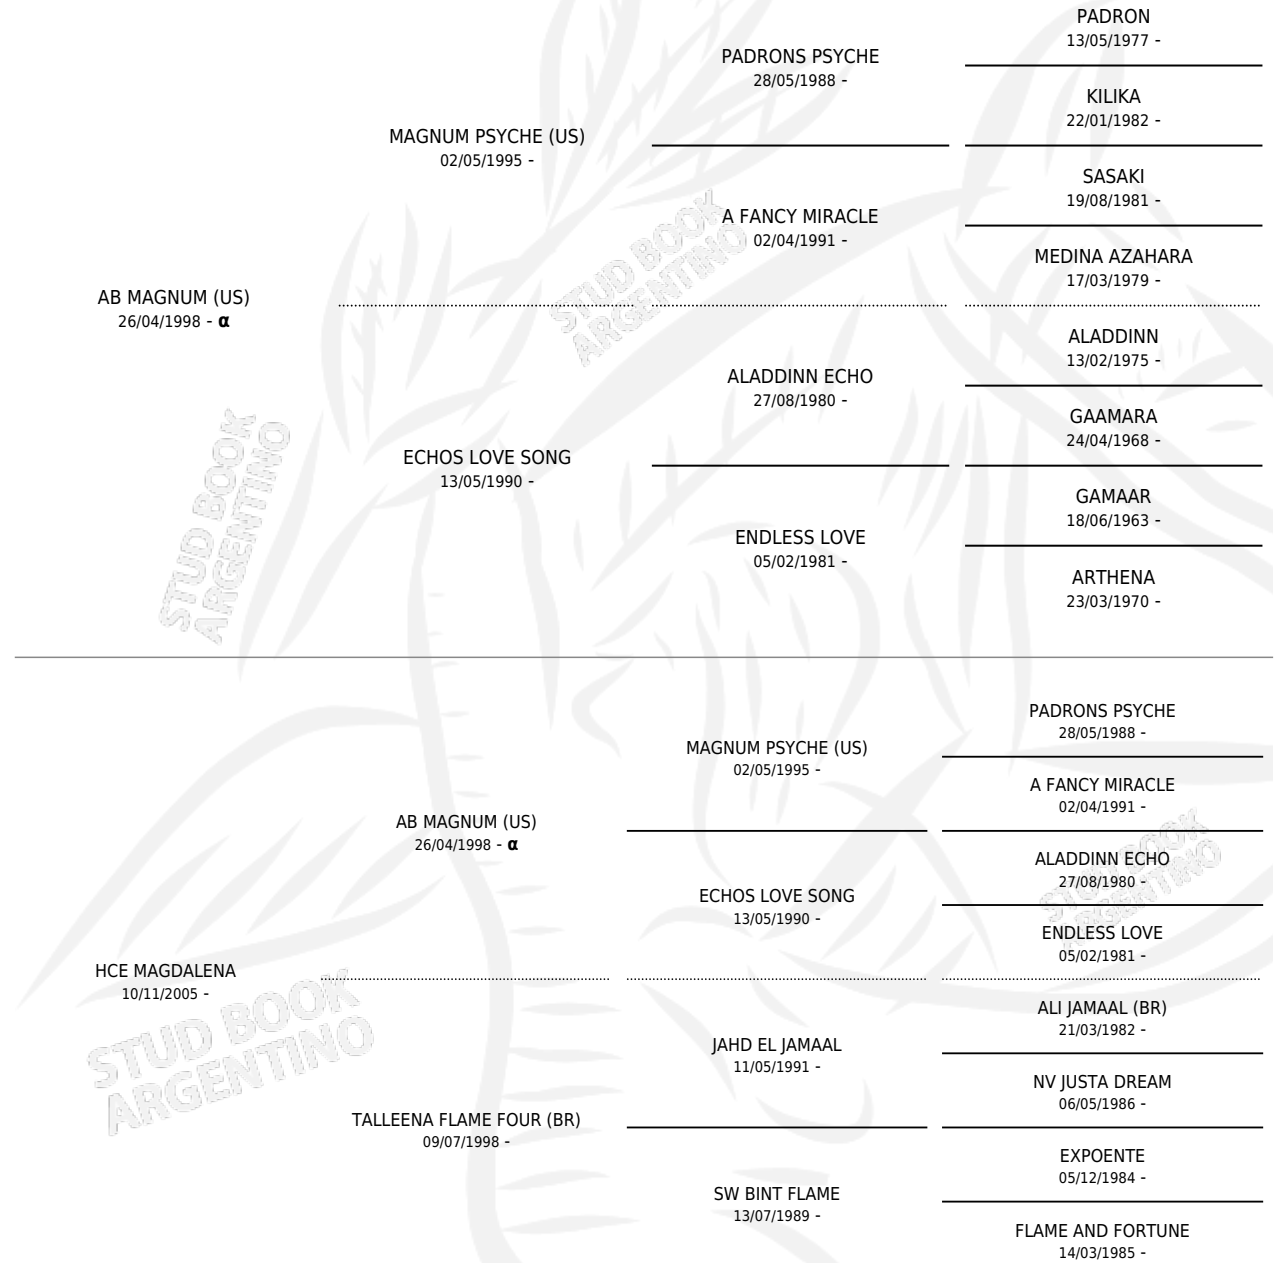 PADRON
13/05/1977 -
PADRONS PSYCHE
28/05/1988 -
KILIKA
22/01/1982 -
MAGNUM PSYCHE (US)
02/05/1995 -
SASAKI
19/08/1981 -
A FANCY MIRACLE
02/04/1991 -
MEDINA AZAHARA
17/03/1979 -
AB MAGNUM (US)
26/04/1998 - α
ALADDINN
13/02/1975 -
ALADDINN ECHO
27/08/1980 -
GAAMARA
24/04/1968 -
ECHOS LOVE SONG
13/05/1990 -
GAMAAR
18/06/1963 -
ENDLESS LOVE
05/02/1981 -
ARTHENA
23/03/1970 -
STUD BOOK
ARGENTINO
STUD BOOK
ARGENTINO
PADRONS PSYCHE
28/05/1988 -
MAGNUM PSYCHE (US)
02/05/1995 -
A FANCY MIRACLE
02/04/1991 -
AB MAGNUM (US)
26/04/1998 - α
ALADDINN ECHO
27/08/1980 -
ECHOS LOVE SONG
13/05/1990 -
ENDLESS LOVE
05/02/1981 -
HCE MAGDALENA
10/11/2005 -
ALI JAMAAL (BR)
21/03/1982 -
JAHD EL JAMAAL
11/05/1991 -
NV JUSTA DREAM
06/05/1986 -
TALLEENA FLAME FOUR (BR)
09/07/1998 -
EXPOENTE
05/12/1984 -
SW BINT FLAME
13/07/1989 -
FLAME AND FORTUNE
14/03/1985 -
STUD BOOK
ARGENTINO
STUD BOOK
ARGENTINO